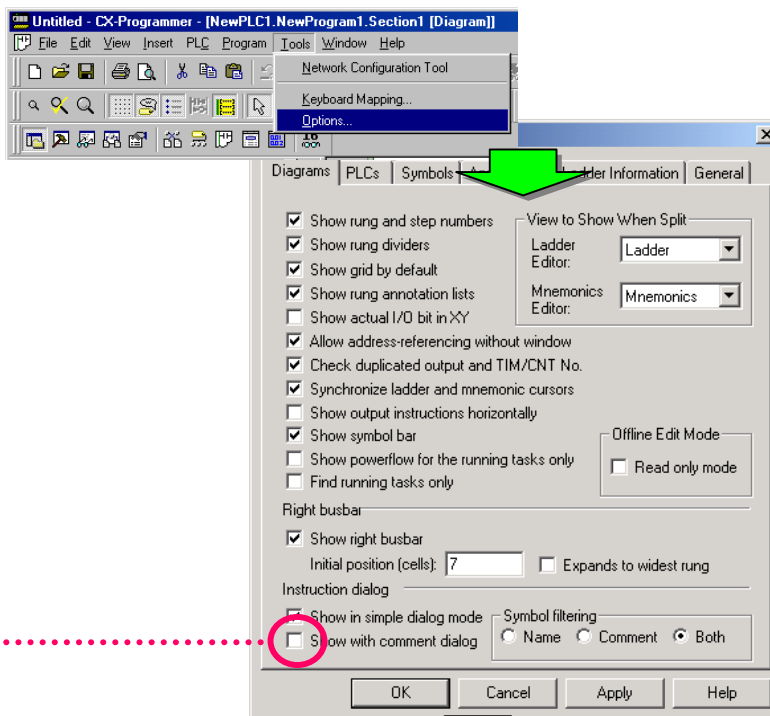 Untitled - CX-Programmer - [NewPLC1.NewProgram1.Section1 [Diagram]]
File Edit View Insert PLC Program Tools Window Help
Network Configuration Tool
Keyboard Mapping...
Options...
16
Diagrams PLCs Symbols Ladder Information General
Show rung and step numbers
Show rung dividers
Show grid by default
Show rung annotation lists
Show actual I/O bit in XY
Allow address-referencing without window
Check duplicated output and TIM/CNT No.
Synchronize ladder and mnemonic cursors
Show output instructions horizontally
Show symbol bar
Show powerflow for the running tasks only
Find running tasks only
View to Show When Split
Ladder Editor: Ladder
Mnemonics Editor: Mnemonics
Offline Edit Mode
Read only mode
Right busbar
Show right busbar
Initial position (cells): 7 Expands to widest rung
Instruction dialog
Show in simple dialog mode
Show with comment dialog
Symbol filtering
Name Comment Both
OK Cancel Apply Help